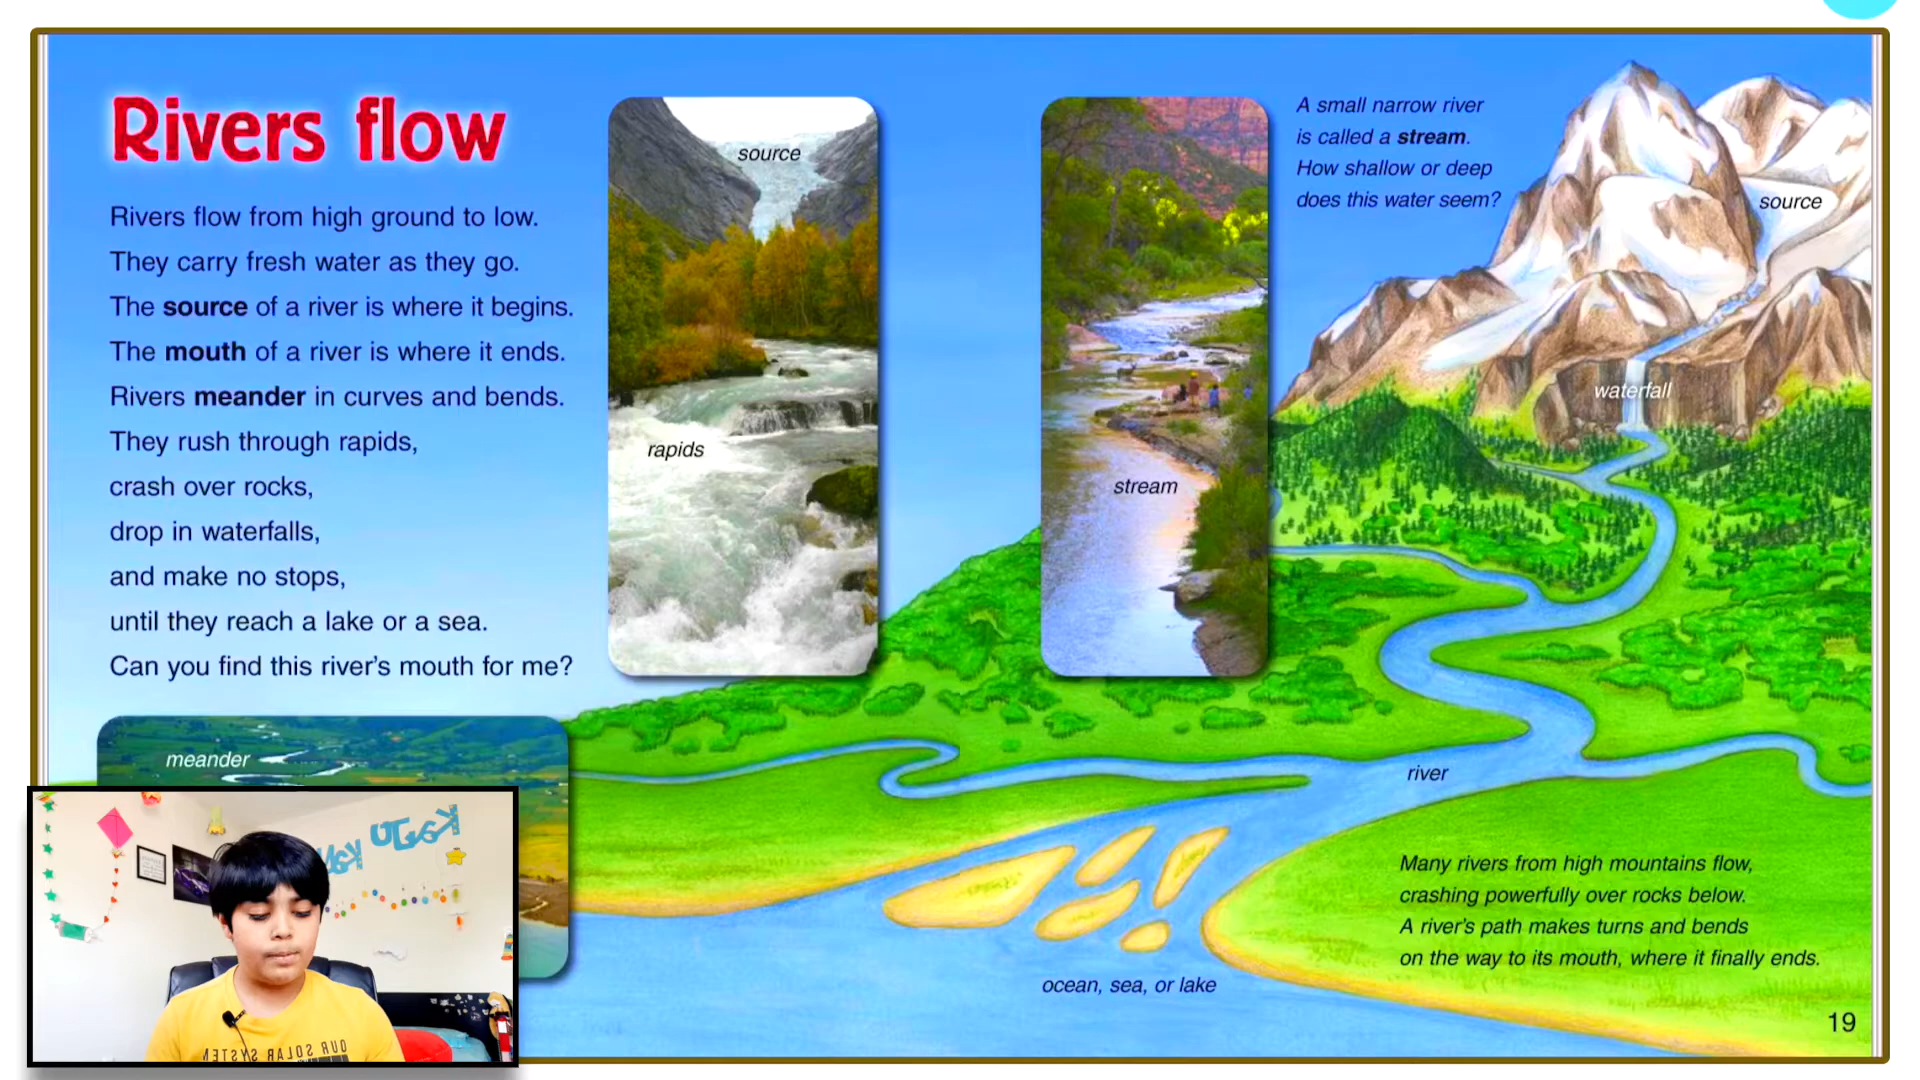 Rivers flow
Rivers flow from high ground to low.
They carry fresh water as they go.
The source of a river is where it begins.
The mouth of a river is where it ends.
Rivers meander in curves and bends.
They rush through rapids,
crash over rocks,
drop in waterfalls,
and make no stops,
until they reach a lake or a sea.
Can you find this river's mouth for me?
meander
source
rapids
stream
A small narrow river
is called a stream.
How shallow or deep
does this water seem?
source
waterfall
river
ocean, sea, or lake
Many rivers from high mountains flow,
crashing powerfully over rocks below.
A river's path makes turns and bends
on the way to its mouth, where it finally ends.
19
OUR SOLAR SYSTEM